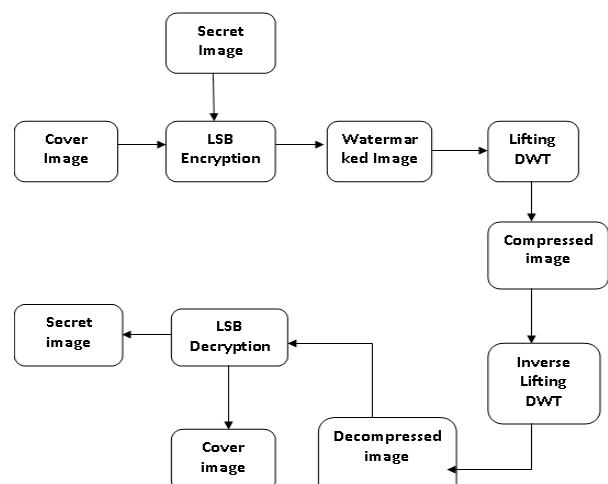 Secret
Image
Cover
Image
LSB
Encryption
Watermar
ked Image
Lifting
DWT
Compressed
image
Secret
image
LSB
Decryption
Inverse
Lifting
DWT
Cover
image
Decompressed
image